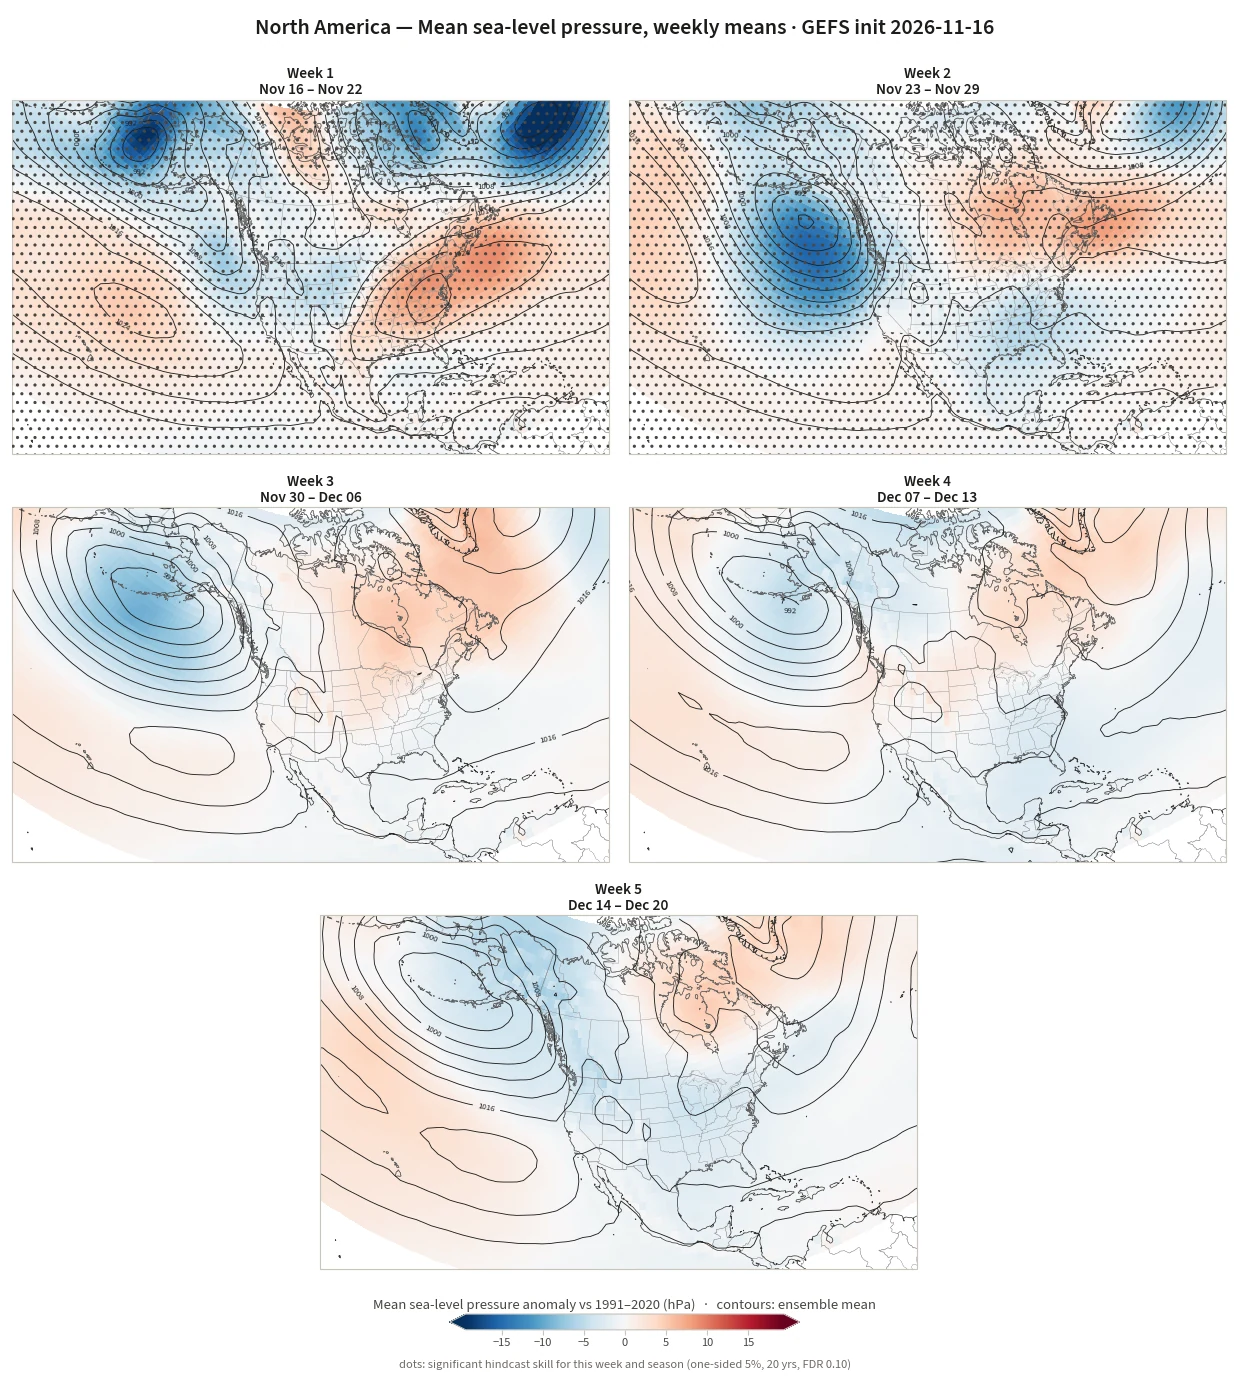 North America — Mean sea-level pressure, weekly means · GEFS init 2026-11-16
Week 1
Nov 16 – Nov 22
Week 2
Nov 23 – Nov 29
Week 3
Nov 30 – Dec 06
Week 4
Dec 07 – Dec 13
Week 5
Dec 14 – Dec 20
Mean sea-level pressure anomaly vs 1991–2020 (hPa) · contours: ensemble mean
−15 −10 −5 0 5 10 15
dots: significant hindcast skill for this week and season (one-sided 5%, 20 yrs, FDR 0.10)